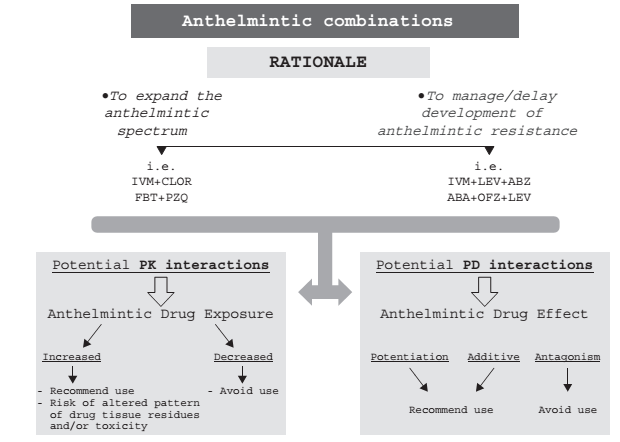 Anthelmintic combinations
RATIONALE
•To expand the
anthelmintic
spectrum
•To manage/delay
development of
anthelmintic resistance
i.e.
IVM+CLOR
FBT+PZQ
i.e.
IVM+LEV+ABZ
ABA+OFZ+LEV
Potential PK interactions
Anthelmintic Drug Exposure
Increased
Decreased
- Recommend use
- Risk of altered pattern
of drug tissue residues
and/or toxicity
- Avoid use
Potential PD interactions
Anthelmintic Drug Effect
Potentiation
Additive
Antagonism
Recommend use
Avoid use